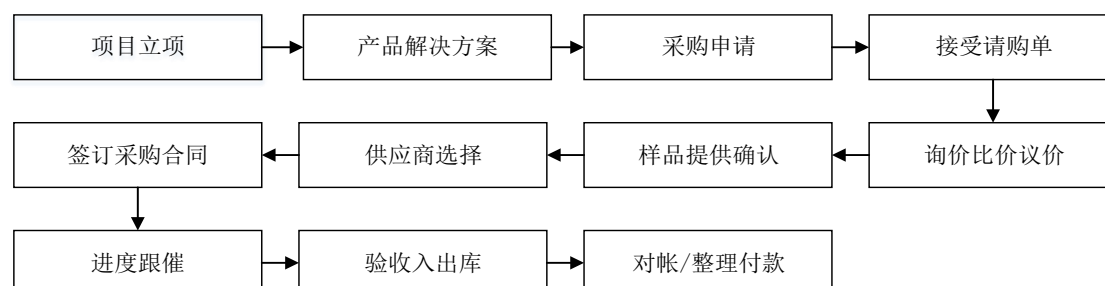 项目立项
产品解决方案
采购申请
接受请购单
询价比价议价
样品提供确认
供应商选择
签订采购合同
进度跟催
验收入出库
对帐/整理付款